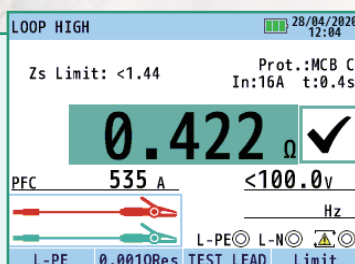 LOOP HIGH 28/04/2020
12:04
Zs Limit: <1.44 Prot.:MCB C
In:16A t:0.4s
0.422 Ω
PFC 535 A <100.0V
Hz
L-PE L-N
L-PE 0.001ΩRes TEST LEAD Limit